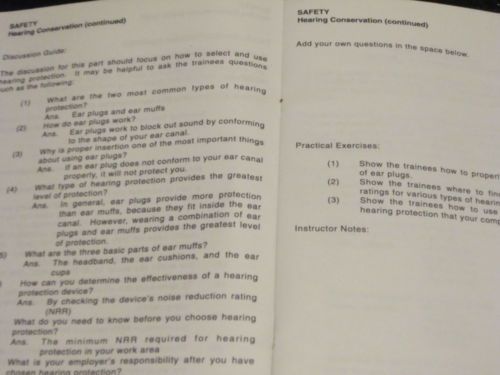 SAFETY
Hearing Conservation (continued)
Discussion Guide:
The discussion for this part should focus on how to select and use
hearing protection. It may be helpful to ask the trainees questions
such as the following:
(1) What are the two most common types of hearing
protection?
Ans. Ear plugs and ear muffs
(2) How do ear plugs work?
Ans. Ear plugs work to block out sound by conforming
to the shape of your ear canal.
(3) Why is proper insertion one of the most important things
about using ear plugs?
Ans. If an ear plug does not conform to your ear canal
properly, it will not protect you.
(4) What type of hearing protection provides the greatest
level of protection?
Ans. In general, ear plugs provide more protection
than ear muffs, because they fit inside the ear
canal. However, wearing a combination of ear
plugs and ear muffs provides the greatest level
of protection.
5) What are the three basic parts of ear muffs?
Ans. The headband, the ear cushions, and the ear
cups
) How can you determine the effectiveness of a hearing
protection device?
Ans. By checking the device's noise reduction rating
(NRR)
What do you need to know before you choose hearing
protection?
Ans. The minimum NRR required for hearing
protection in your work area
What is your employer's responsibility after you have
chosen hearing protection?
SAFETY
Hearing Conservation (continued)
Add your own questions in the space below.
Practical Exercises:
(1) Show the trainees how to properl
of ear plugs.
(2) Show the trainees where to fin
ratings for various types of hearin
(3) Show the trainees how to use
hearing protection that your comp
Instructor Notes: